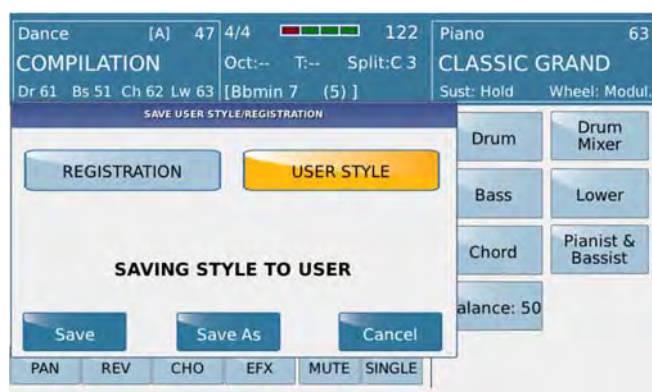 Dance [A] 47 4/4 122 Piano 63
COMPILATION Oct:-- T:-- Split:C 3 CLASSIC GRAND
Dr 61 Bs 51 Ch 62 Lw 63 [Bbmin 7 (5) ] Sust: Hold Wheel: Modul.
SAVE USER STYLE/REGISTRATION
REGISTRATION USER STYLE
SAVING STYLE TO USER
Save Save As Cancel
Drum Drum
Mixer
Bass Lower
Chord Pianist &
Bassist
alance: 50
PAN REV CHO EFX MUTE SINGLE